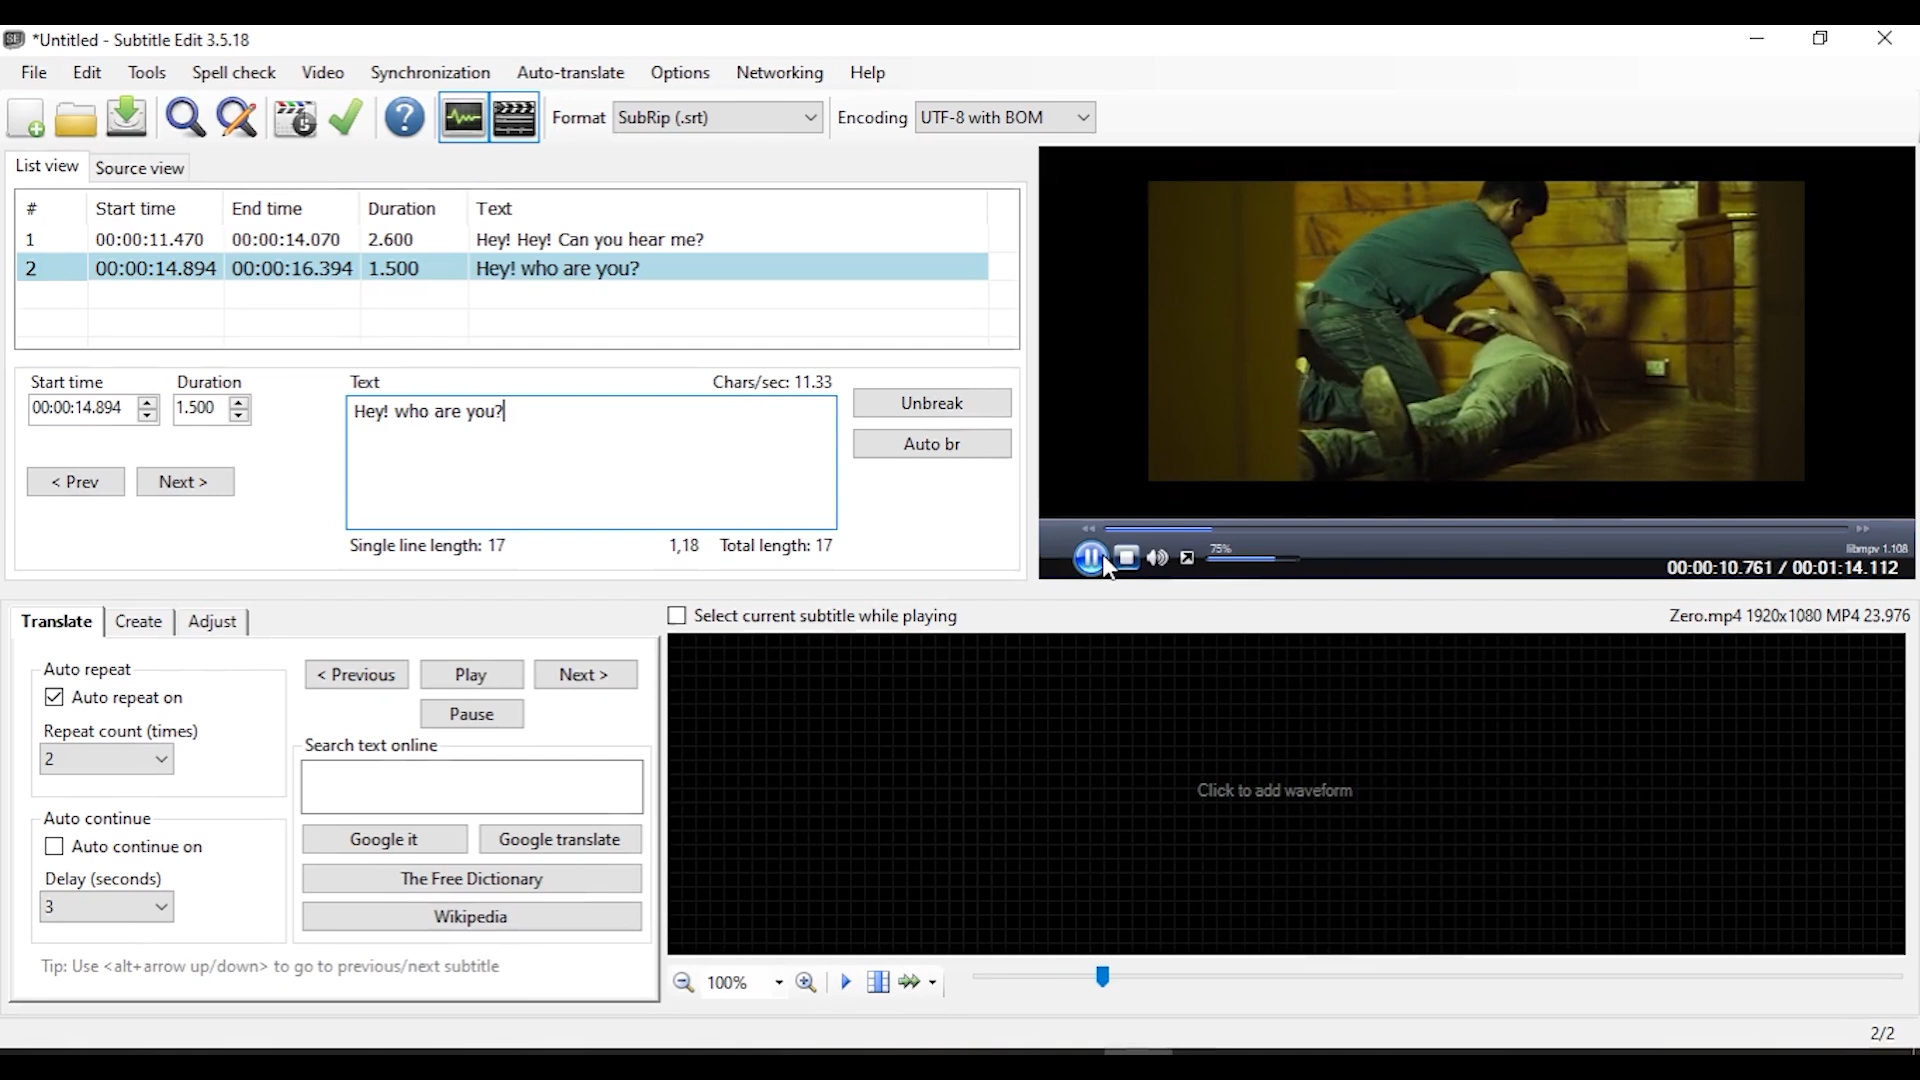 SE *Untitled - Subtitle Edit 3.5.18
File Edit Tools Spell check Video Synchronization Auto-translate Options Networking Help
Format SubRip (.srt) Encoding UTF-8 with BOM
List view Source view
# Start time End time Duration Text
1 00:00:11.470 00:00:14.070 2.600 Hey! Hey! Can you hear me?
2 00:00:14.894 00:00:16.394 1.500 Hey! who are you?
Start time Duration Text Chars/sec: 11.33
00:00:14.894 1.500 Hey! who are you? Unbreak
Auto br
< Prev Next >
Single line length: 17 1,18 Total length: 17
75% libmpv 1.108
00:00:10.761 / 00:01:14.112
Translate Create Adjust
Select current subtitle while playing Zero.mp4 1920x1080 MP4 23.976
Auto repeat
Auto repeat on
Repeat count (times)
2
Auto continue
Auto continue on
Delay (seconds)
3
< Previous Play Next >
Pause
Search text online
Google it Google translate
The Free Dictionary
Wikipedia
Tip: Use <alt+arrow up/down> to go to previous/next subtitle
Click to add waveform
100%
2/2